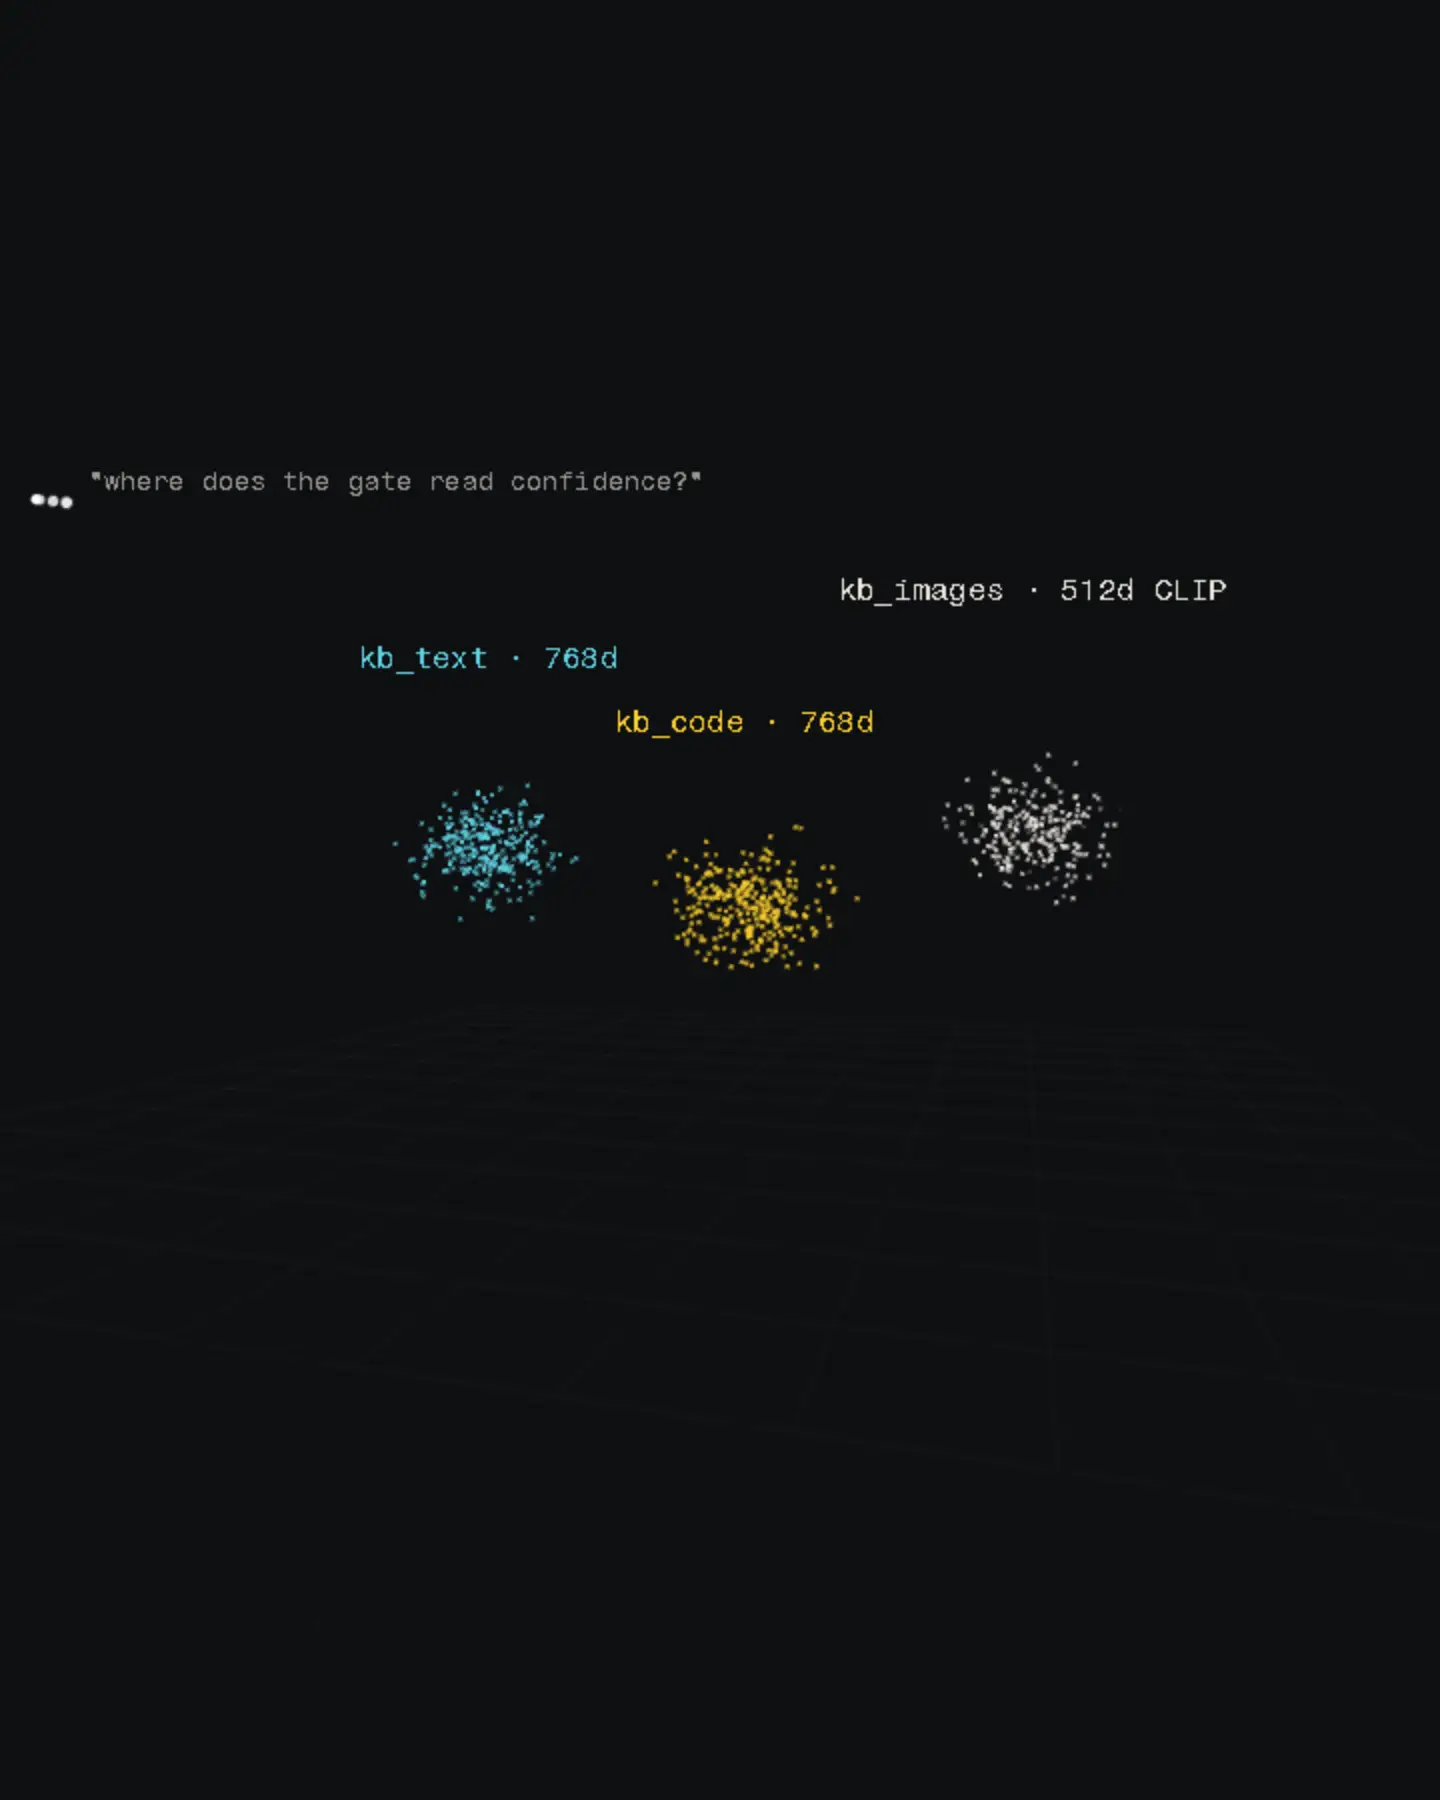 "where does the gate read confidence?"
kb_images · 512d CLIP
kb_text · 768d
kb_code · 768d